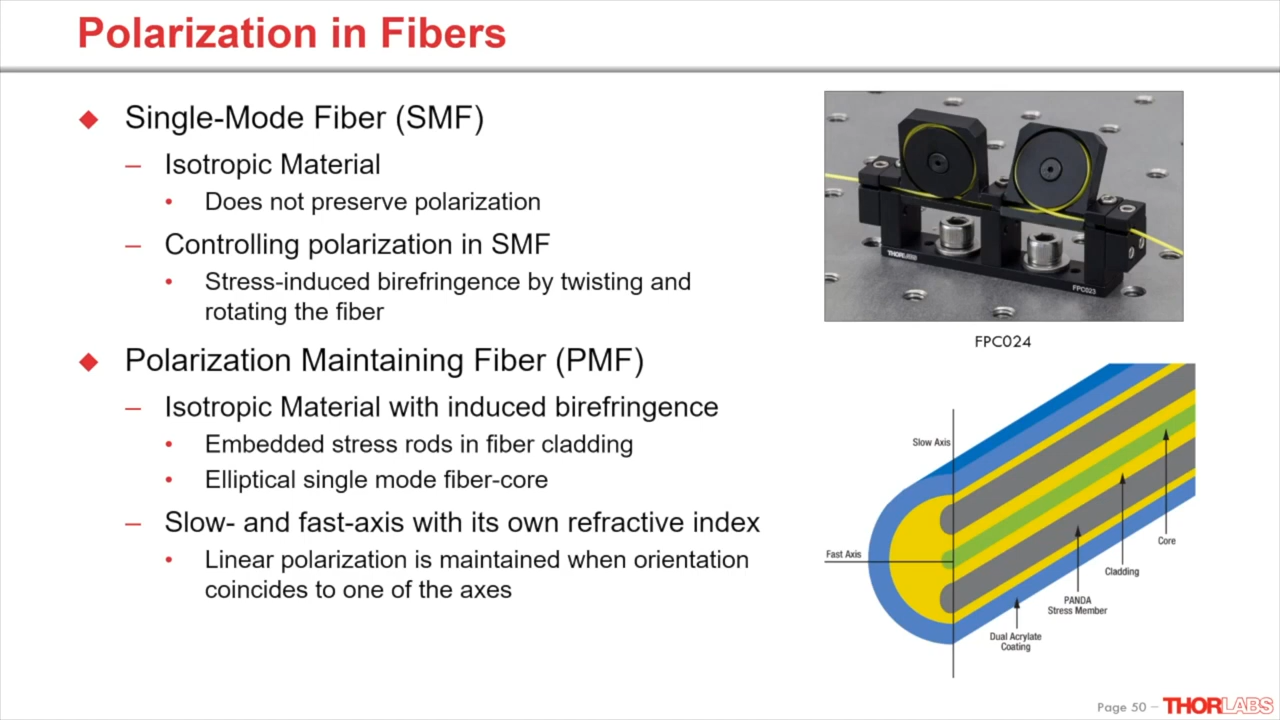 Polarization in Fibers
Single-Mode Fiber (SMF)
– Isotropic Material
• Does not preserve polarization
– Controlling polarization in SMF
• Stress-induced birefringence by twisting and
rotating the fiber
Polarization Maintaining Fiber (PMF)
– Isotropic Material with induced birefringence
• Embedded stress rods in fiber cladding
• Elliptical single mode fiber-core
– Slow- and fast-axis with its own refractive index
• Linear polarization is maintained when orientation
coincides to one of the axes
THORLABS
FPC023
FPC024
Slow Axis
Fast Axis
Core
Cladding
PANDA
Stress Member
Dual Acrylate
Coating
Page 50 – THORLABS